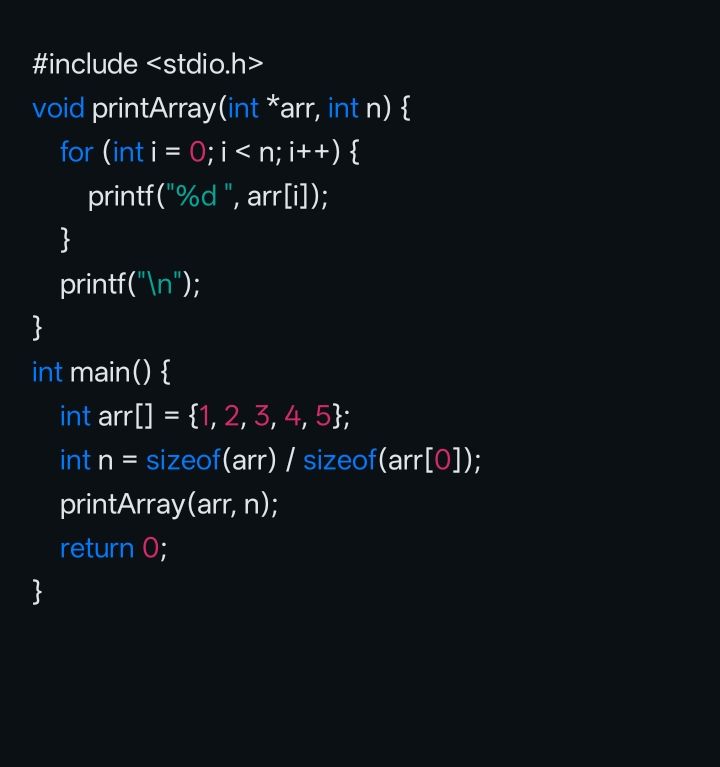 #include <stdio.h>
void printArray(int *arr, int n) {
    for (int i = 0; i < n; i++) {
        printf("%d ", arr[i]);
    }
    printf("\n");
}
int main() {
    int arr[] = {1, 2, 3, 4, 5};
    int n = sizeof(arr) / sizeof(arr[0]);
    printArray(arr, n);
    return 0;
}